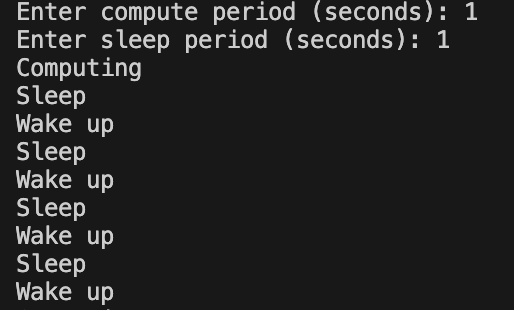 Enter compute period (seconds): 1
Enter sleep period (seconds): 1
Computing
Sleep
Wake up
Sleep
Wake up
Sleep
Wake up
Sleep
Wake up